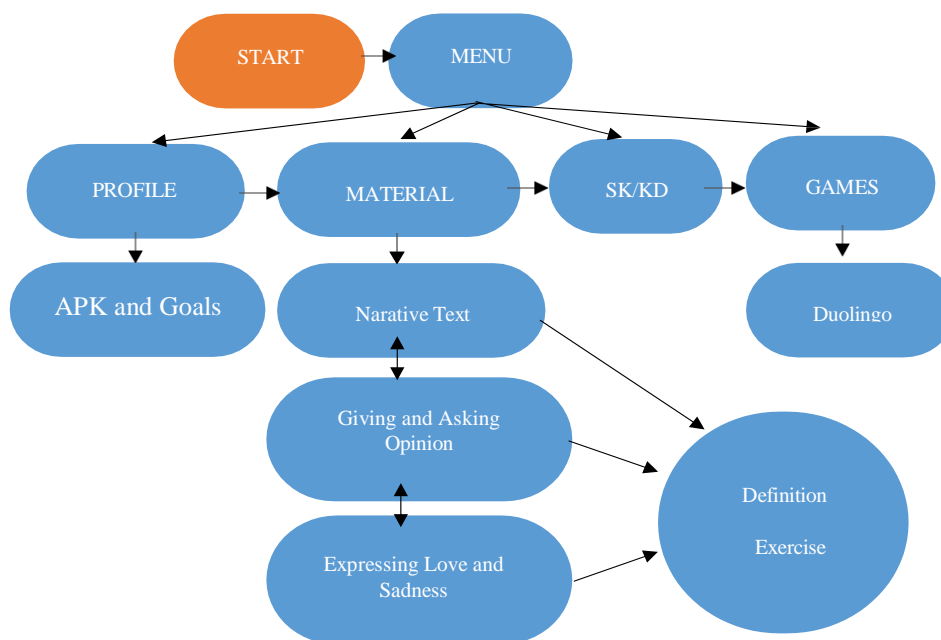 START
MENU
PROFILE
MATERIAL
SK/KD
GAMES
APK and Goals
Narative Text
Duolingo
Giving and Asking
Opinion
Definition
Exercise
Expressing Love and
Sadness